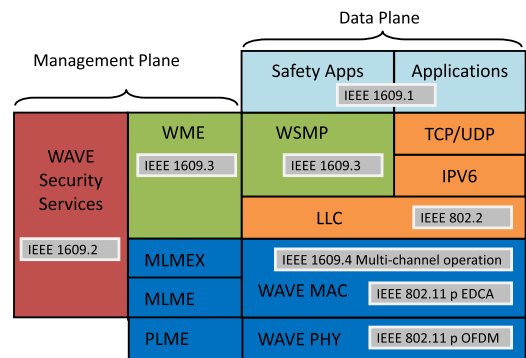 Data Plane
Management Plane
Safety Apps
Applications
IEEE 1609.1
WAVE
Security
Services
IEEE 1609.2
WME
IEEE 1609.3
WSMP
IEEE 1609.3
TCP/UDP
IPV6
LLC
IEEE 802.2
MLMEX
IEEE 1609.4 Multi-channel operation
MLME
WAVE MAC
IEEE 802.11 p EDCA
PLME
WAVE PHY
IEEE 802.11 p OFDM